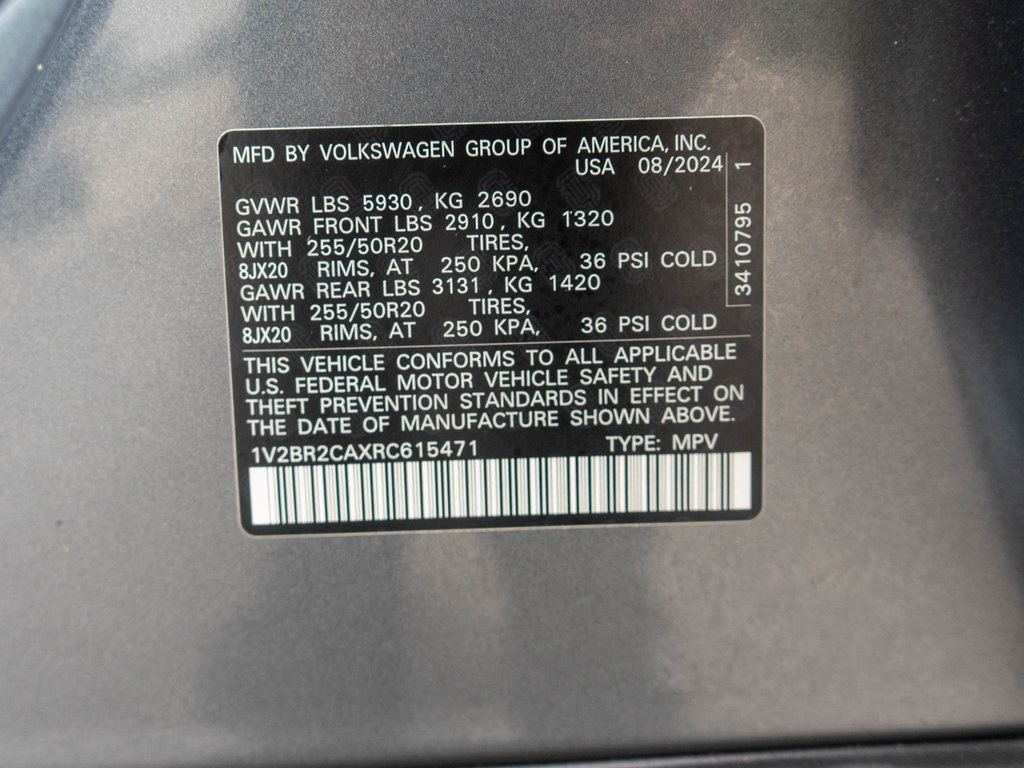 MFD BY VOLKSWAGEN GROUP OF AMERICA, INC.
USA 08/2024
GVWR LBS 5930, KG 2690
GAWR FRONT LBS 2910, KG 1320
WITH 255/50R20 TIRES,
8JX20 RIMS, AT 250 KPA, 36 PSI COLD
GAWR REAR LBS 3131, KG 1420
WITH 255/50R20 TIRES,
8JX20 RIMS, AT 250 KPA, 36 PSI COLD
3410795 1
THIS VEHICLE CONFORMS TO ALL APPLICABLE
U.S. FEDERAL MOTOR VEHICLE SAFETY AND
THEFT PREVENTION STANDARDS IN EFFECT ON
THE DATE OF MANUFACTURE SHOWN ABOVE.
1V2BR2CAXRC615471 TYPE: MPV